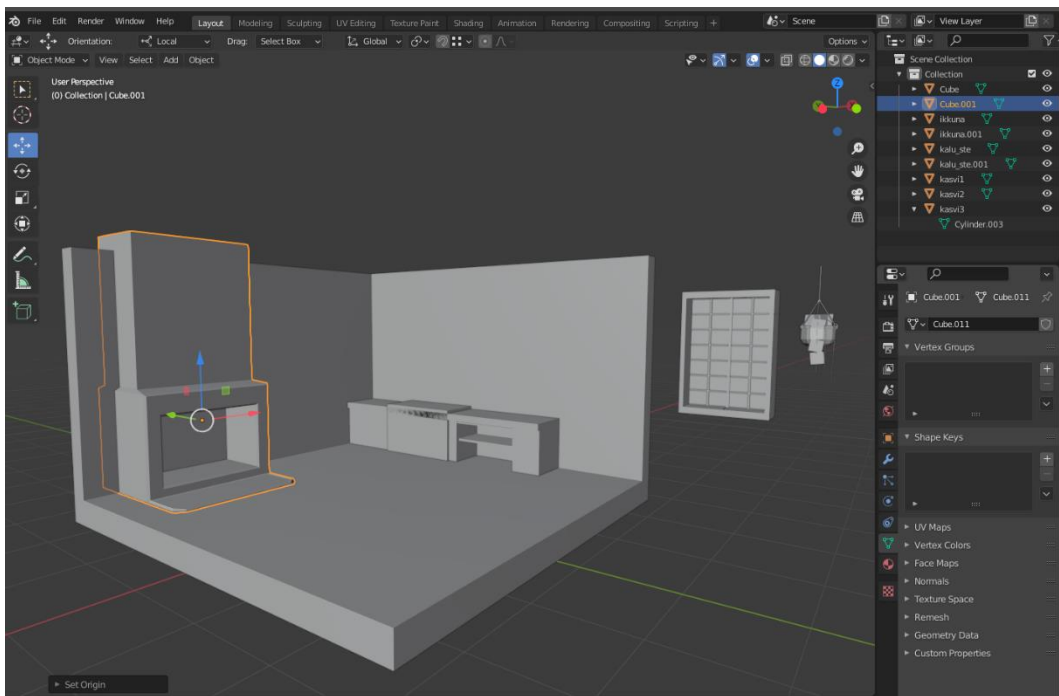 File Edit Render Window Help Layout Modeling Sculpting UV Editing Texture Paint Shading Animation Rendering Compositing Scripting + Scene View Layer
Orientation: Local Drag: Select Box Global Options
Object Mode View Select Add Object
User Perspective
(0) Collection | Cube.001
Z
Scene Collection
Collection
Cube
Cube.001
ikkuna
ikkuna.001
kalu_ste
kalu_ste.001
kasvi1
kasvi2
kasvi3
Cylinder.003
Cube.001 Cube.011
Cube.011
Vertex Groups
Shape Keys
UV Maps
Vertex Colors
Face Maps
Normals
Texture Space
Remesh
Geometry Data
Custom Properties
Set Origin